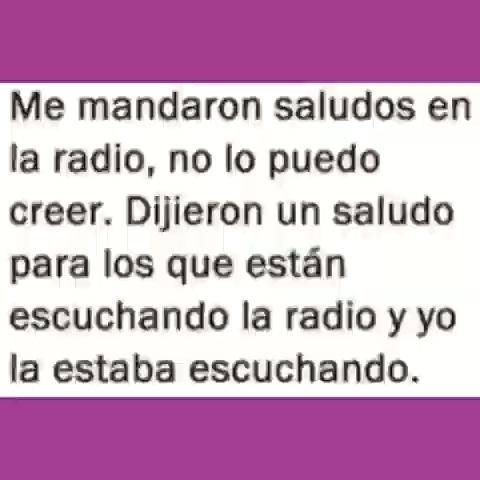 Me mandaron saludos en
la radio, no lo puedo
creer. Dijieron un saludo
para los que están
escuchando la radio y yo
la estaba escuchando.